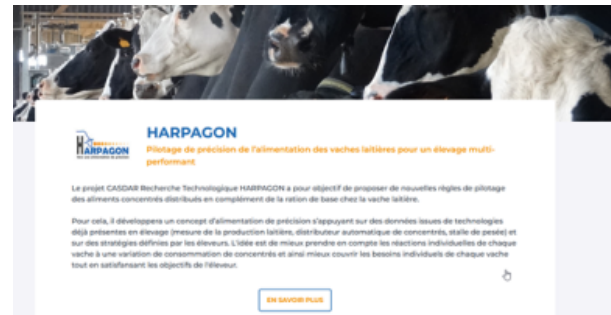 HARPAGON
Pilotage de précision de l'alimentation des vaches laitières pour un élevage multi-
performant
HARPAGON
Le projet CASDAR Recherche Technologique HARPAGON a pour objectif de proposer de nouvelles règles de pilotage
des aliments concentrés distribués en complément de la ration de base chez la vache laitière.
Pour cela, il développera un concept d'alimentation de précision s'appuyant sur des données issues de technologies
déjà présentes en élevage (mesure de la production laitière, distributeur automatique de concentrés, stalle de pesée) et
sur des stratégies définies par les éleveurs. L'idée est de mieux prendre en compte les réactions individuelles de chaque
vache à une variation de consommation de concentrés et ainsi mieux couvrir les besoins individuels de chaque vache
tout en satisfaisant les objectifs de l'éleveur.
EN SAVOIR PLUS